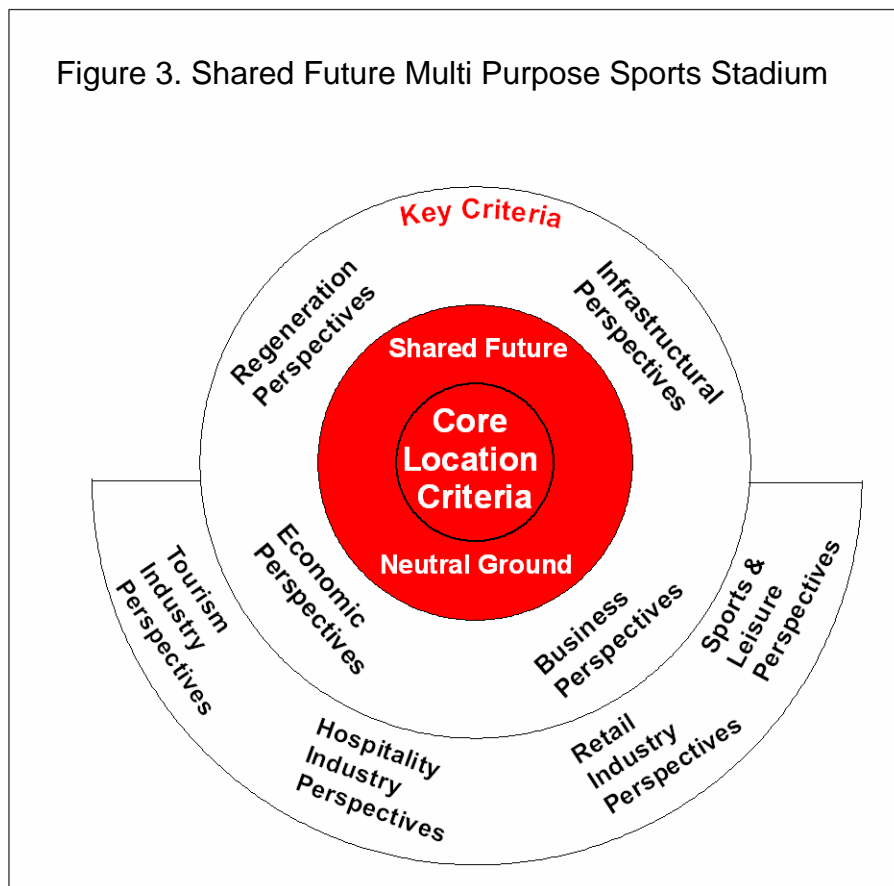 Figure 3. Shared Future Multi Purpose Sports Stadium
Key Criteria
Regeneration
Perspectives
Infrastructural
Perspectives
Shared Future
Core
Location
Criteria
Neutral Ground
Economic
Perspectives
Business
Perspectives
Tourism
Industry
Perspectives
Hospitality
Industry
Perspectives
Retail
Industry
Perspectives
Sports &
Leisure
Perspectives